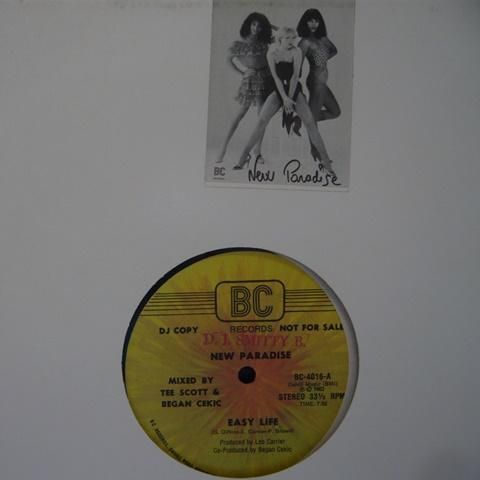 BC
New Paradise
BC
DJ COPY
RECORDS
NOT FOR SALE
D. J. SMITTY B.
NEW PARADISE
MIXED BY
TEE SCOTT &
BEGAN CEKIC
BC-4016-A
STEREO 33⅓ RPM
EASY LIFE
Produced by Leo Carrier
Co-Produced by Began Cekic